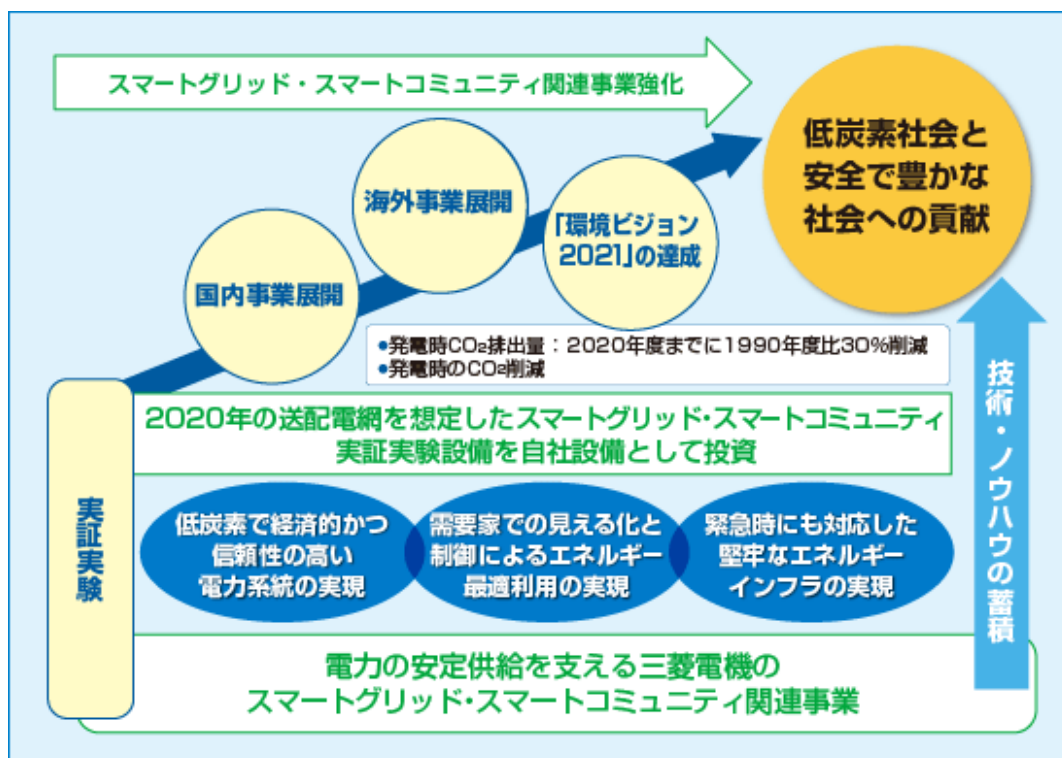 スマートグリッド・スマートコミュニティ関連事業強化
低炭素社会と
安全で豊かな
社会への貢献
海外事業展開
「環境ビジョン
2021」の達成
国内事業展開
●発電時CO2排出量：2020年度までに1990年度比30%削減
●発電時のCO2削減
2020年の送配電網を想定したスマートグリッド・スマートコミュニティ
実証実験設備を自社設備として投資
実証実験
低炭素で経済的かつ
信頼性の高い
電力系統の実現
需要家での見える化と
制御によるエネルギー
最適利用の実現
緊急時にも対応した
堅牢なエネルギー
インフラの実現
技術・ノウハウの蓄積
電力の安定供給を支える三菱電機の
スマートグリッド・スマートコミュニティ関連事業